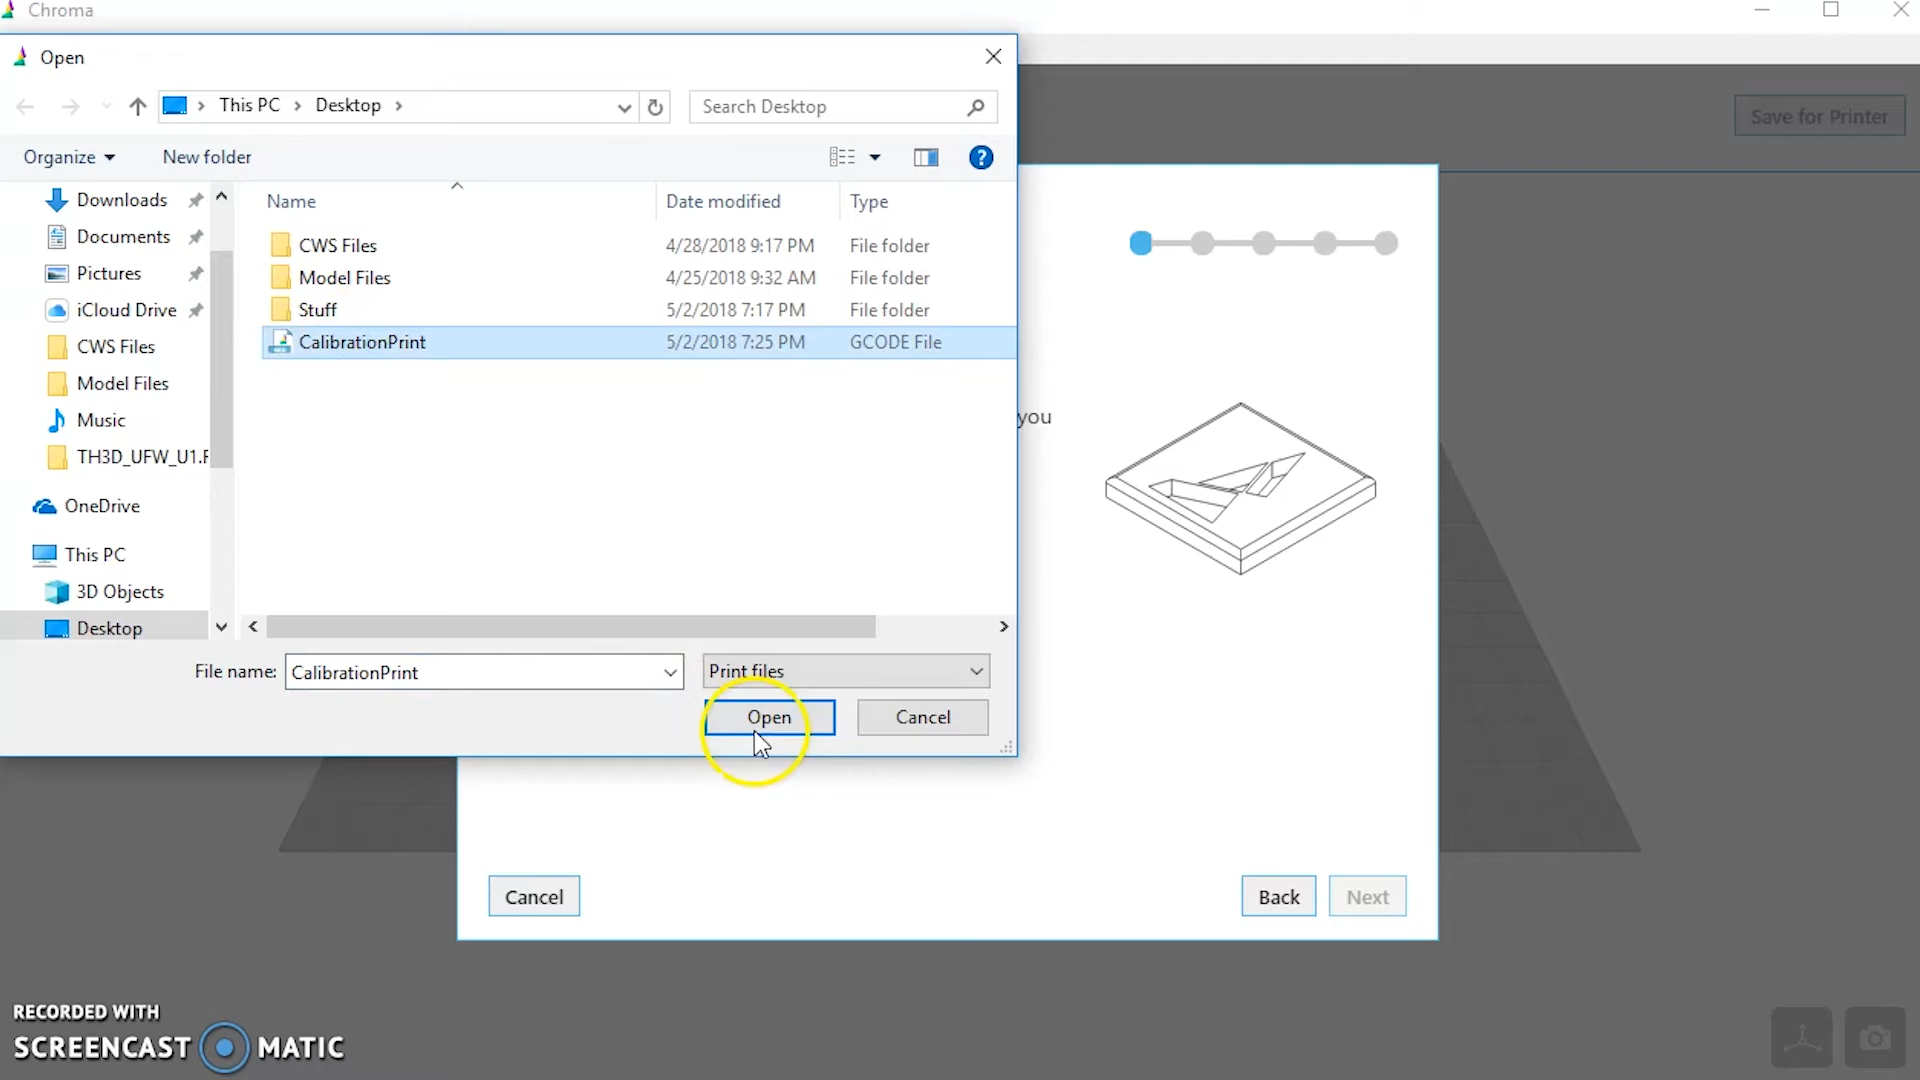 Chroma
Open
This PC Desktop
Search Desktop
Save for Printer
Organize New folder
?
Name Date modified Type
Downloads
Documents
Pictures
iCloud Drive
CWS Files
Model Files
Music
TH3D_UFW_U1.F
OneDrive
This PC
3D Objects
Desktop
CWS Files 4/28/2018 9:17 PM File folder
Model Files 4/25/2018 9:32 AM File folder
Stuff 5/2/2018 7:17 PM File folder
CalibrationPrint 5/2/2018 7:25 PM GCODE File
you
File name: CalibrationPrint Print files
Open Cancel
Cancel Back Next
RECORDED WITH
SCREENCAST MATIC